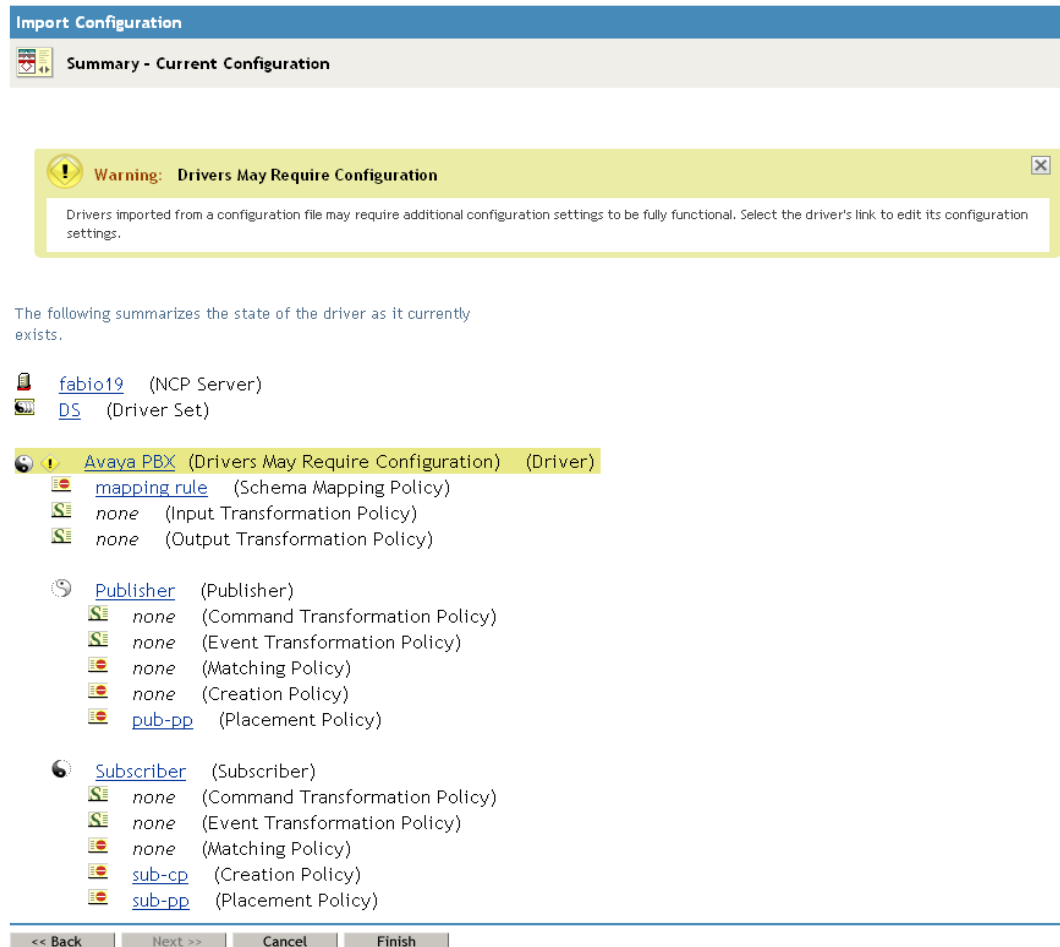 Import Configuration
Summary - Current Configuration
Warning: Drivers May Require Configuration
Drivers imported from a configuration file may require additional configuration settings to be fully functional. Select the driver's link to edit its configuration
settings.
The following summarizes the state of the driver as it currently
exists.
fabio19 (NCP Server)
DS (Driver Set)
Avaya PBX (Drivers May Require Configuration) (Driver)
mapping rule (Schema Mapping Policy)
none (Input Transformation Policy)
none (Output Transformation Policy)
Publisher (Publisher)
none (Command Transformation Policy)
none (Event Transformation Policy)
none (Matching Policy)
none (Creation Policy)
pub-pp (Placement Policy)
Subscriber (Subscriber)
none (Command Transformation Policy)
none (Event Transformation Policy)
none (Matching Policy)
sub-cp (Creation Policy)
sub-pp (Placement Policy)
<< Back Next >> Cancel Finish